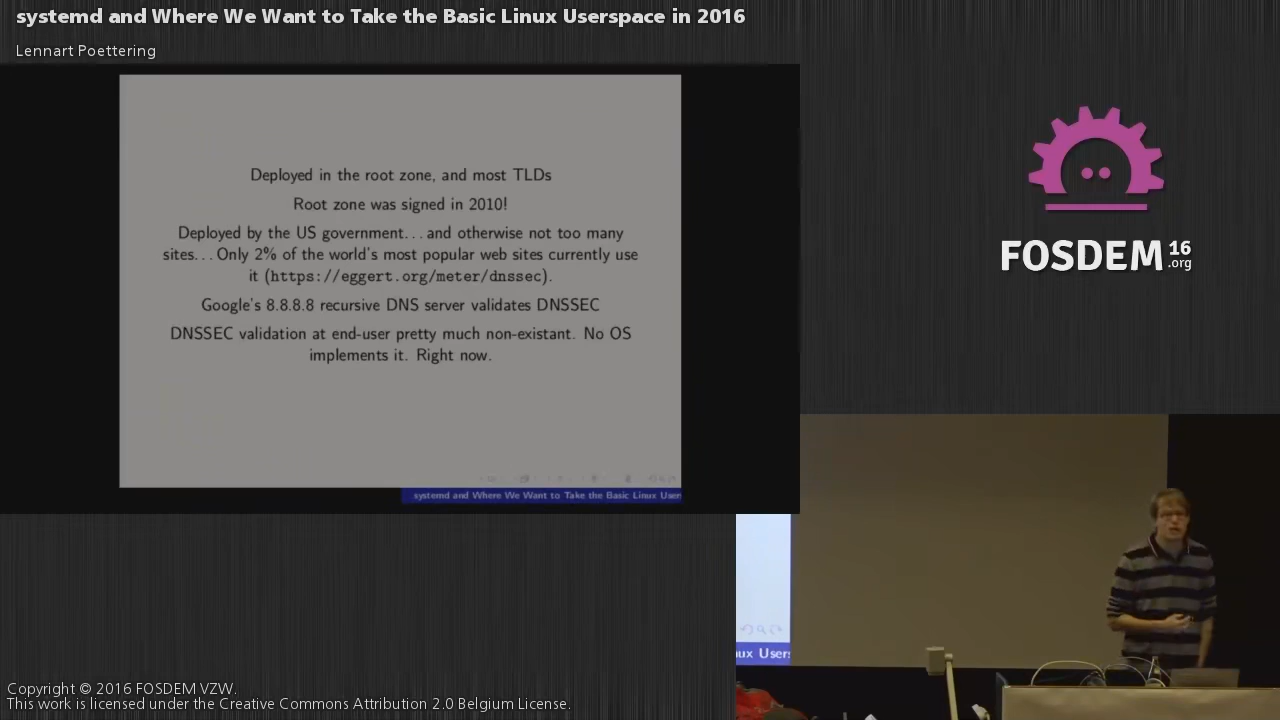 systemd and Where We Want to Take the Basic Linux Userspace in 2016
Lennart Poettering
Deployed in the root zone, and most TLDs
Root zone was signed in 2010!
Deployed by the US government... and otherwise not too many
sites... Only 2% of the world's most popular web sites currently use
it (https://eggert.org/meter/dnssec).
Google's 8.8.8.8 recursive DNS server validates DNSSEC
DNSSEC validation at end-user pretty much non-existant. No OS
implements it. Right now.
systemd and Where We Want to Take the Basic Linux User
FOSDEM 16
.org
ux Users
Copyright © 2016 FOSDEM VZW.
This work is licensed under the Creative Commons Attribution 2.0 Belgium License.